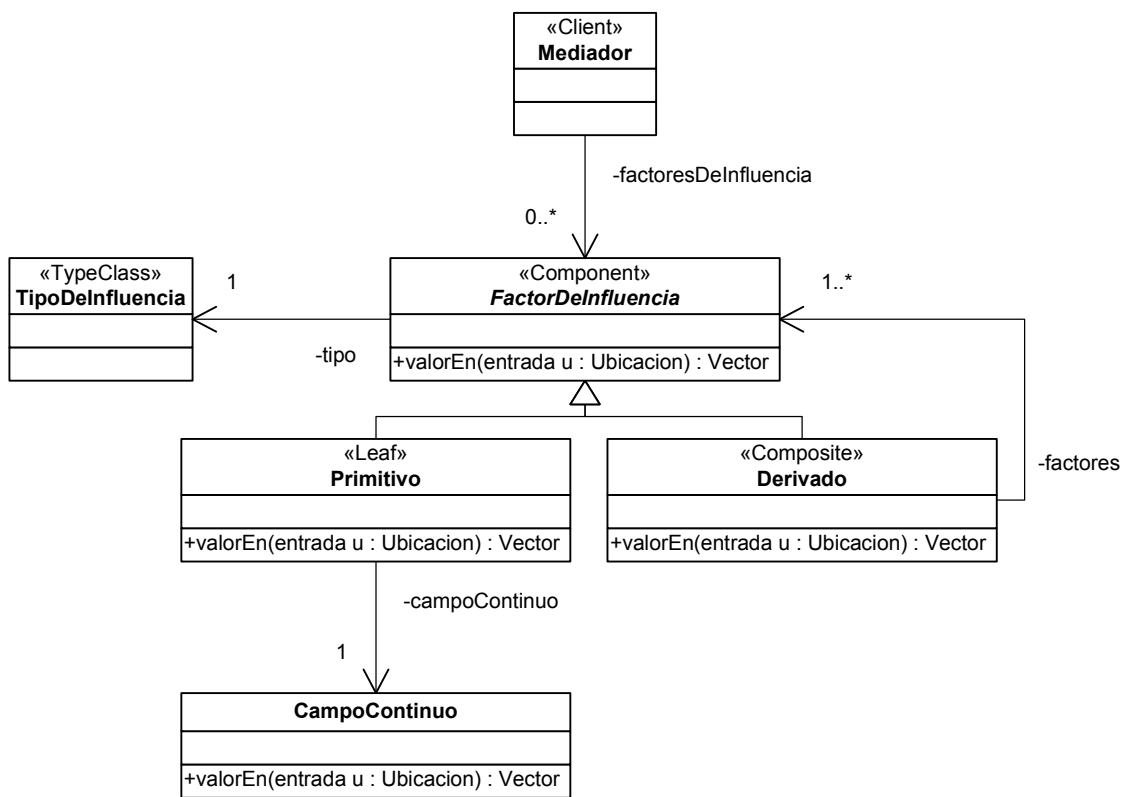 «Client»
Mediador
-factoresDeInfluencia
0..*
«TypeClass»
TipoDeInfluencia
1
-tipo
«Component»
FactorDeInfluencia
+valorEn(entrada u : Ubicacion) : Vector
1..*
-factores
«Leaf»
Primitivo
+valorEn(entrada u : Ubicacion) : Vector
«Composite»
Derivado
+valorEn(entrada u : Ubicacion) : Vector
-campoContinuo
1
CampoContinuo
+valorEn(entrada u : Ubicacion) : Vector